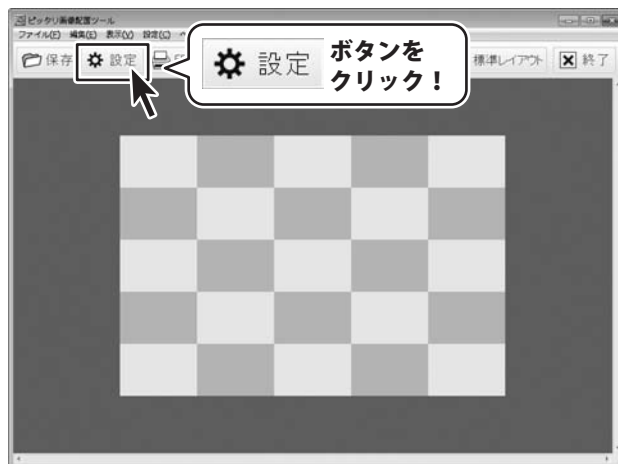 ピッタリ画像配置ツール
ファイル(F) 編集(E) 表示(V) 設定(C)
保存 設定
設定 ボタンを
クリック！
標準レイアウト 終了